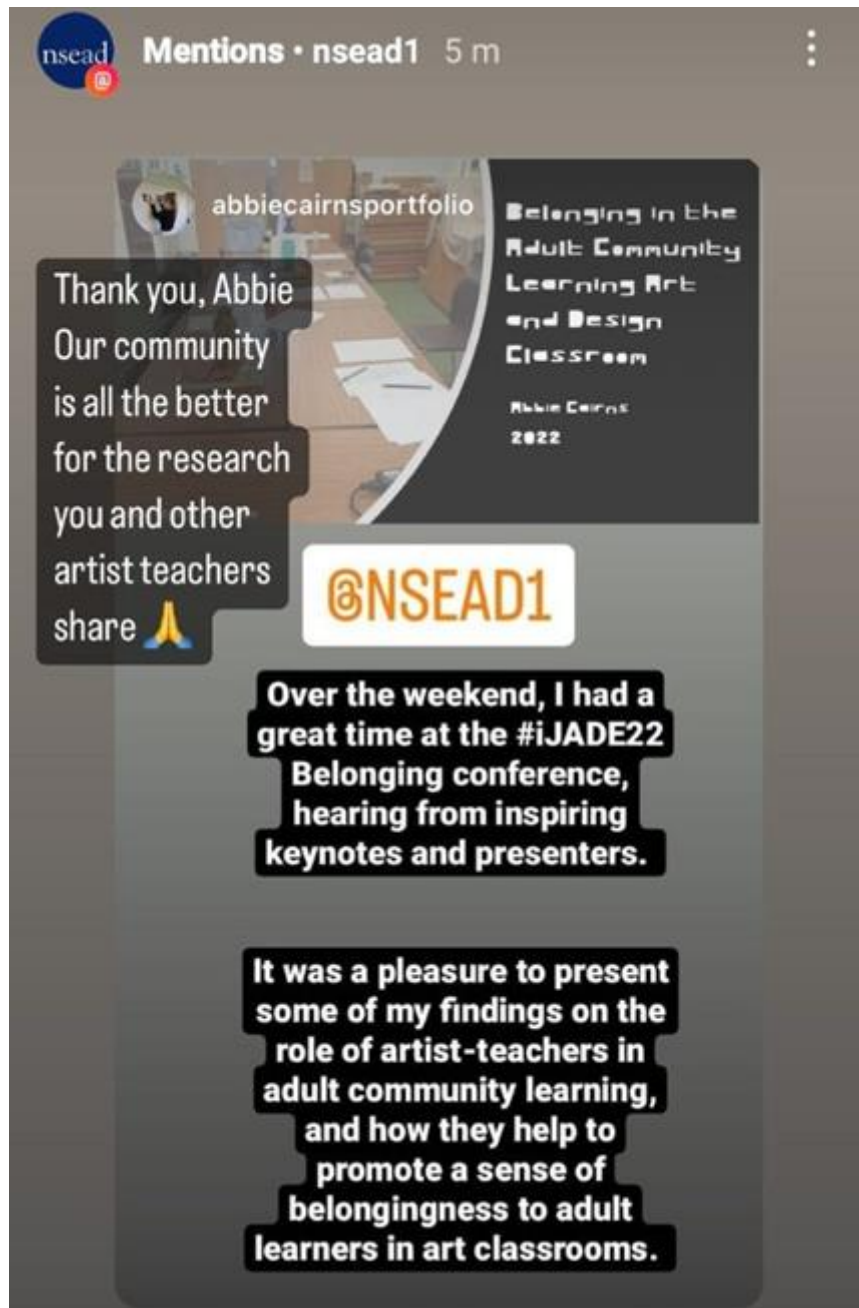 nsead
Mentions • nsead1 5 m
abbiecairnsportfolio
Belonging in the
Adult Community
Learning Art
and Design
Classroom
Abbie Cairns
2022
Thank you, Abbie
Our community
is all the better
for the research
you and other
artist teachers
share 🙏
@NSEAD1
Over the weekend, I had a
great time at the #iJADE22
Belonging conference,
hearing from inspiring
keynotes and presenters.
It was a pleasure to present
some of my findings on the
role of artist-teachers in
adult community learning,
and how they help to
promote a sense of
belongingness to adult
learners in art classrooms.